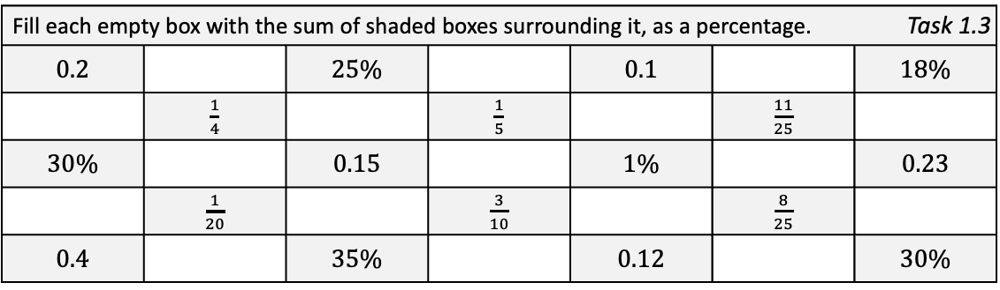 Fill each empty box with the sum of shaded boxes surrounding it, as a percentage. Task 1.3
0.2 25% 0.1 18%
1/4 1/5 11/25
30% 0.15 1% 0.23
1/20 3/10 8/25
0.4 35% 0.12 30%